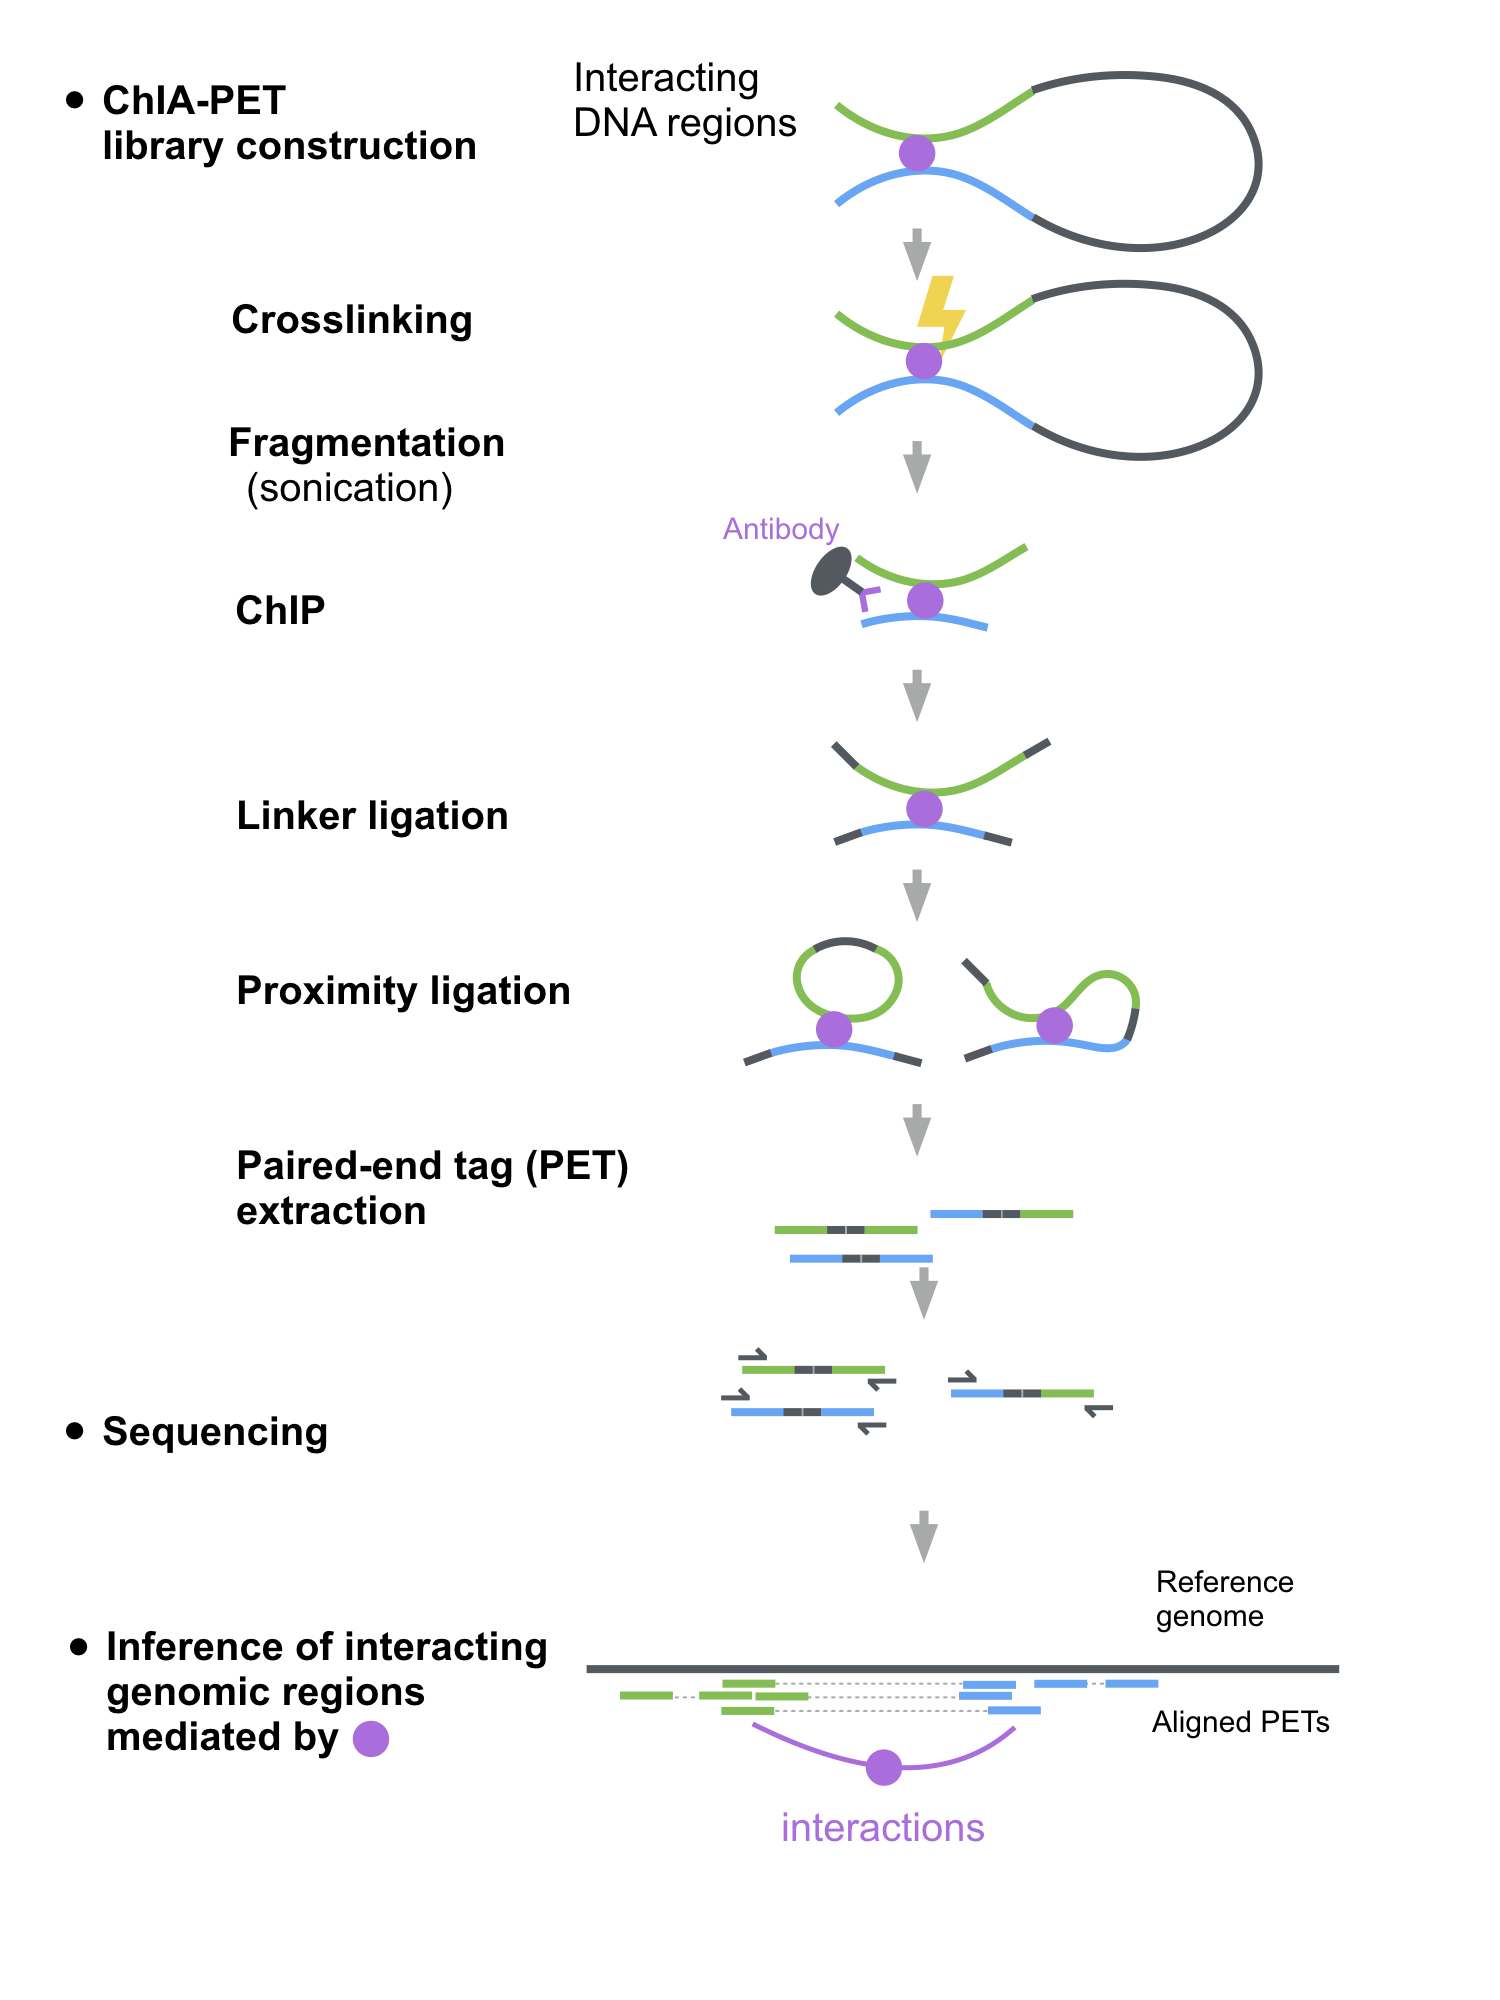 ChIA-PET
library construction
Interacting
DNA regions
Crosslinking
Fragmentation
(sonication)
Antibody
ChIP
Linker ligation
Proximity ligation
Paired-end tag (PET)
extraction
Sequencing
Reference
genome
Inference of interacting
genomic regions
mediated by
Aligned PETs
interactions